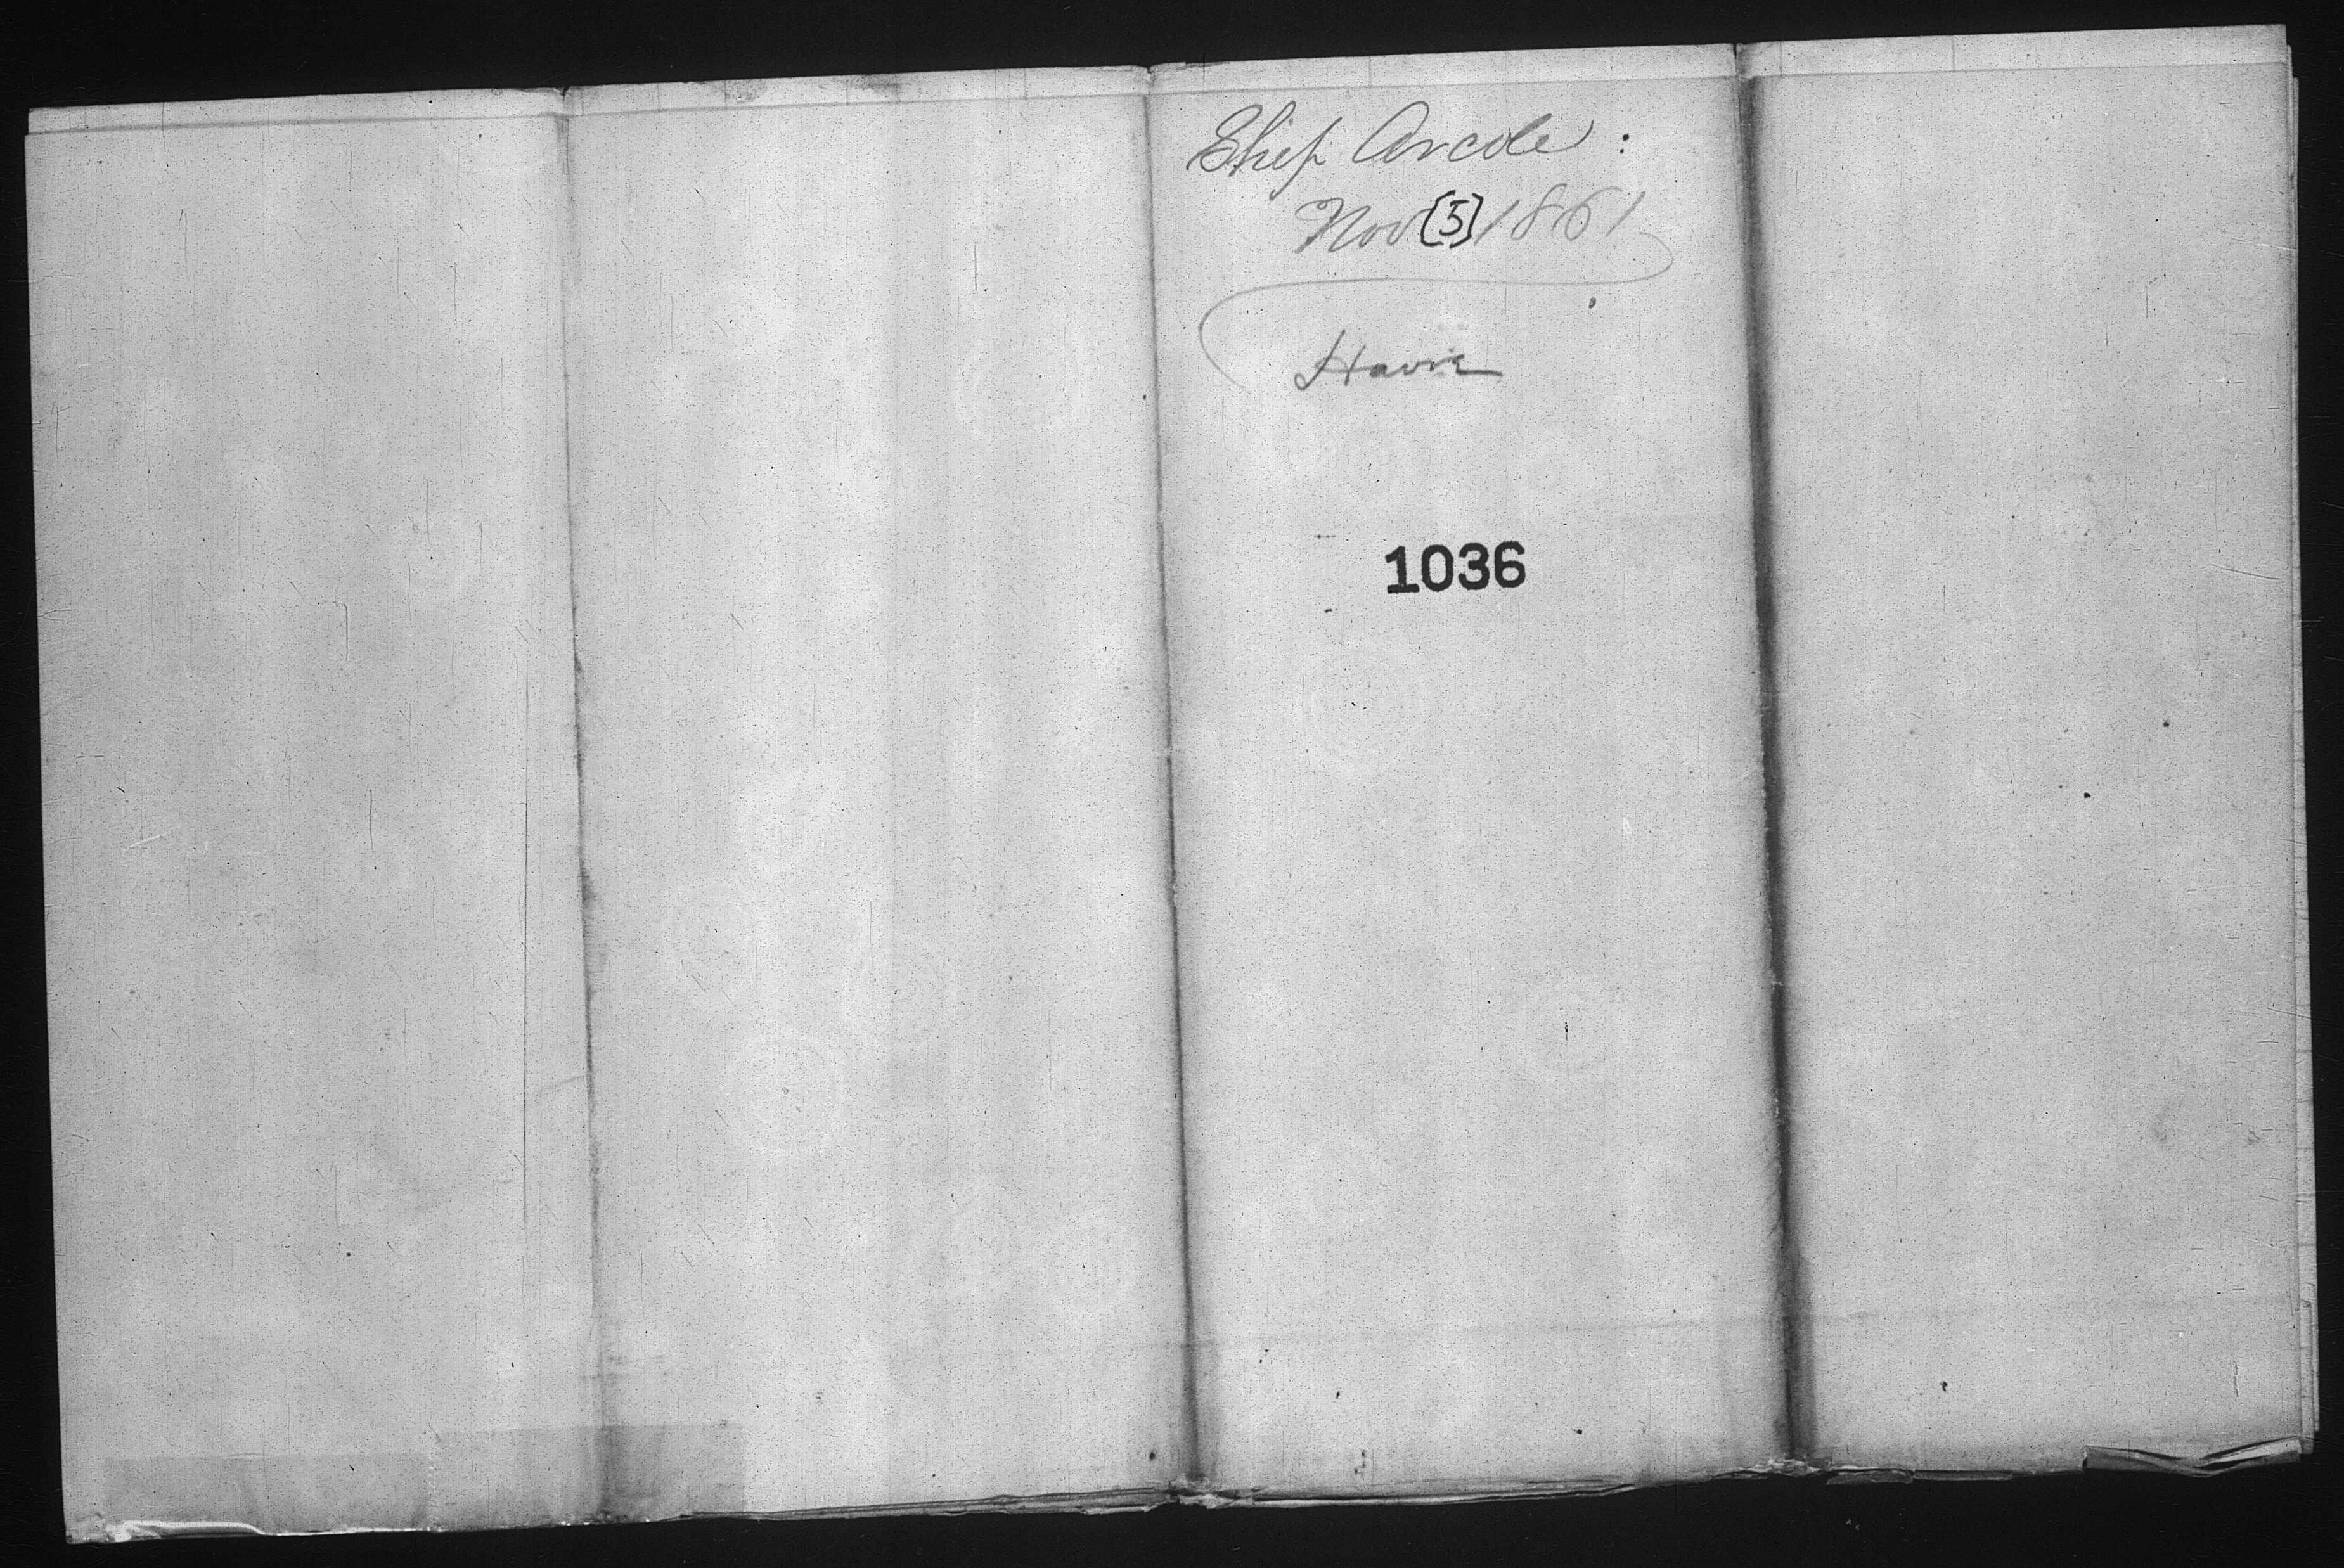 Ship Arcole :
Nov [5] 1861
Havre
1036